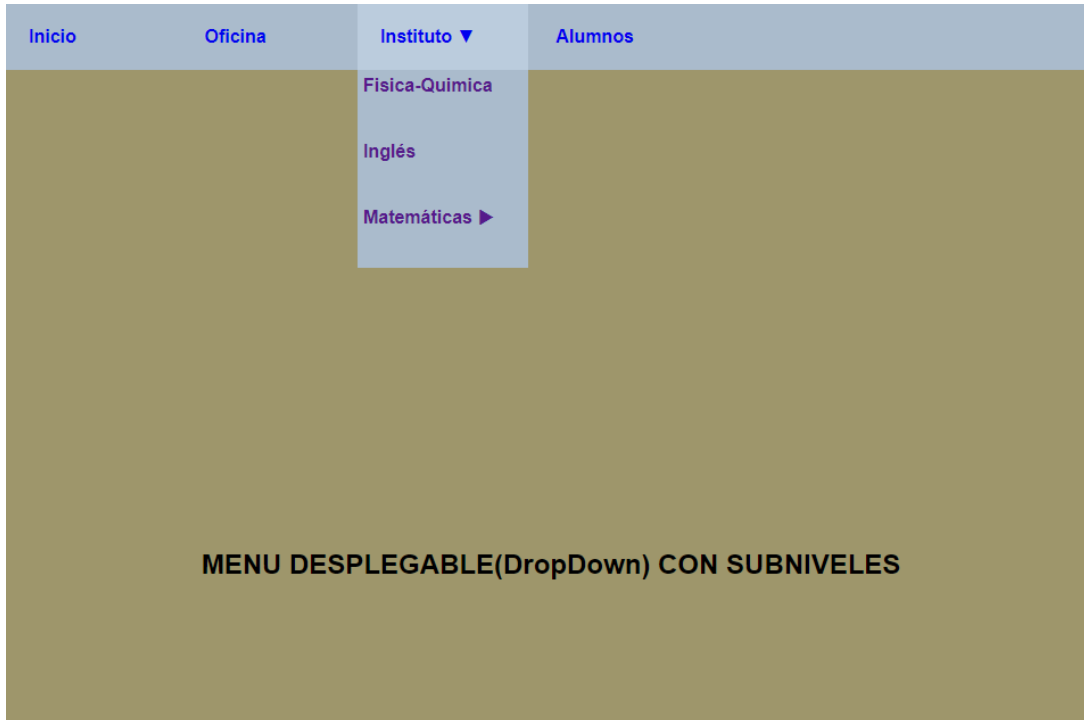 Inicio Oficina Instituto ▼ Alumnos
Fisica-Quimica
Inglés
Matemáticas ▶
MENU DESPLEGABLE(DropDown) CON SUBNIVELES